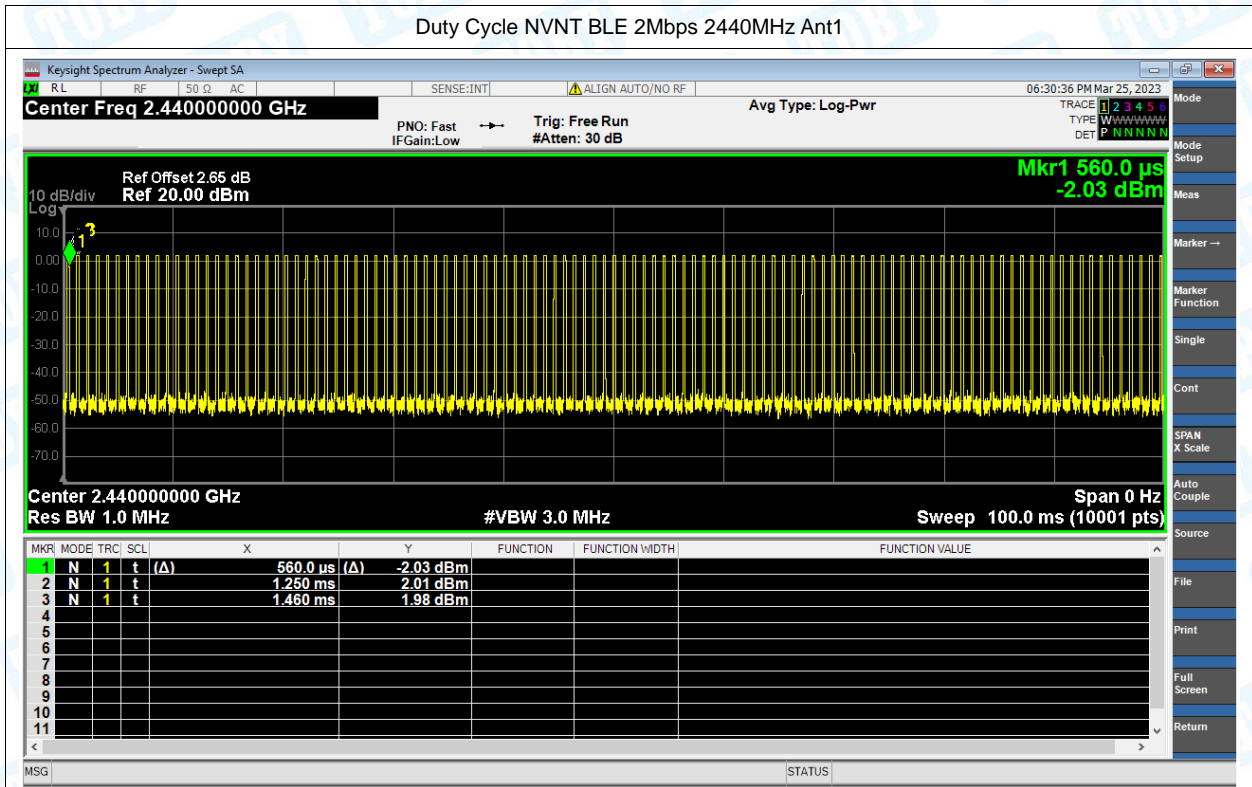 Duty Cycle NVNT BLE 2Mbps 2440MHz Ant1
Keysight Spectrum Analyzer - Swept SA
LXI RL RF 50 Ω AC SENSE:INT ALIGN AUTO/NO RF 06:30:36 PM Mar 25, 2023
Center Freq 2.440000000 GHz
PNO: Fast
IFGain:Low
Trig: Free Run
#Atten: 30 dB
Avg Type: Log-Pwr
TRACE 1 2 3 4 5 6
TYPE WWWWWWW
DET P N N N N N
Ref Offset 2.65 dB
10 dB/div Ref 20.00 dBm
Log
Mkr1 560.0 µs
-2.03 dBm
10.0
0.00
-10.0
-20.0
-30.0
-40.0
-50.0
-60.0
-70.0
1
3
Center 2.440000000 GHz Span 0 Hz
Res BW 1.0 MHz #VBW 3.0 MHz Sweep 100.0 ms (10001 pts)
MKR MODE TRC SCL X Y FUNCTION FUNCTION WIDTH FUNCTION VALUE
1 N 1 t (Δ) 560.0 µs (Δ) -2.03 dBm
2 N 1 t 1.250 ms 2.01 dBm
3 N 1 t 1.460 ms 1.98 dBm
4
5
6
7
8
9
10
11
MSG STATUS
Mode
Mode Setup
Meas
Marker →
Marker Function
Single
Cont
SPAN X Scale
Auto Couple
Source
File
Print
Full Screen
Return
TOBY